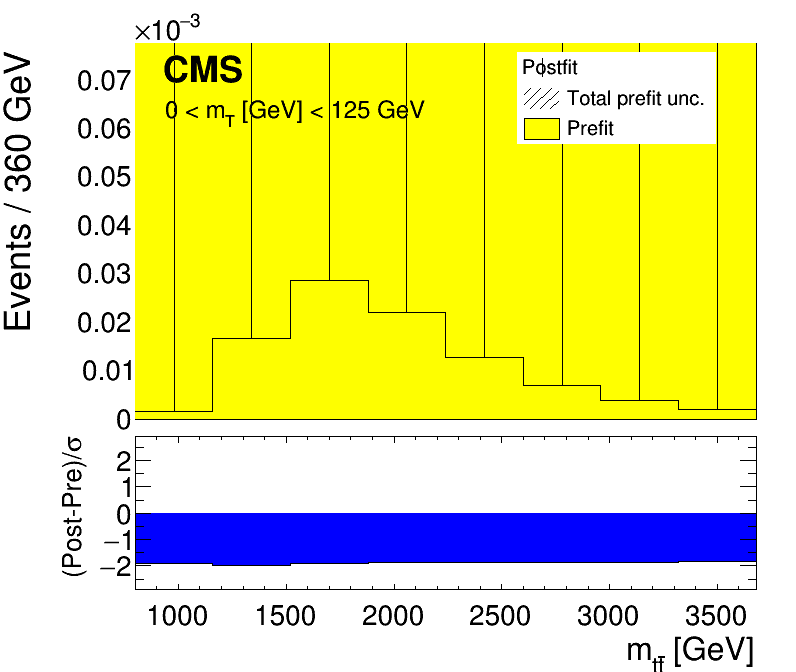 ×10⁻³
CMS
0 < m_T [GeV] < 125 GeV
Postfit
Total prefit unc.
Prefit
Events / 360 GeV
0.07
0.06
0.05
0.04
0.03
0.02
0.01
0
(Post-Pre)/σ
2
1
0
−1
−2
1000 1500 2000 2500 3000 3500
m_tt̄ [GeV]